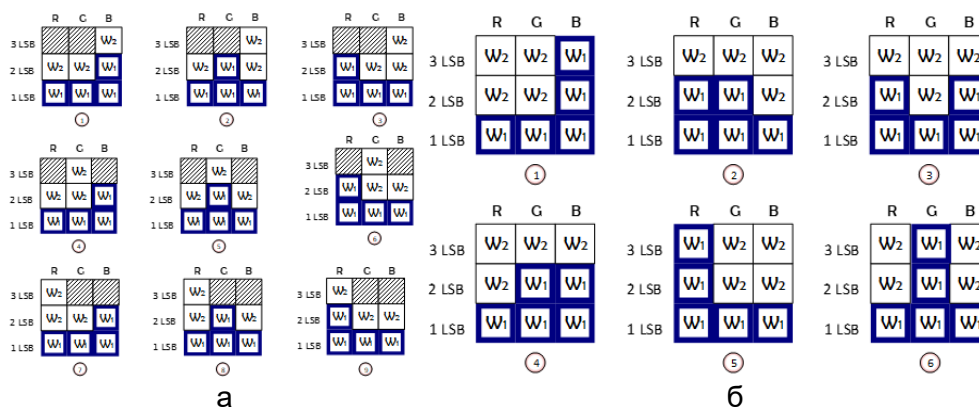 R G B R G B R G B
3 LSB W2 3 LSB W2 3 LSB W2
2 LSB W2 W2 W1 2 LSB W2 W1 W2 2 LSB W1 W2 W2
1 LSB W1 W1 W1 1 LSB W1 W1 W1 1 LSB W1 W1 W1
1 2 3
R G B R G B R G B
3 LSB W2 3 LSB W2 3 LSB W2
2 LSB W2 W2 W1 2 LSB W2 W1 W2 2 LSB W1 W2 W2
1 LSB W1 W1 W1 1 LSB W1 W1 W1 1 LSB W1 W1 W1
4 5 6
R G B R G B R G B
3 LSB W2 3 LSB W2 3 LSB W2
2 LSB W2 W2 W1 2 LSB W2 W1 W2 2 LSB W1 W2 W2
1 LSB W1 W1 W1 1 LSB W1 W1 W1 1 LSB W1 W1 W1
7 8 9
а
R G B R G B R G B
3 LSB W2 W2 W1 3 LSB W2 W2 W2 3 LSB W2 W2 W2
2 LSB W2 W2 W1 2 LSB W1 W1 W2 2 LSB W1 W2 W1
1 LSB W1 W1 W1 1 LSB W1 W1 W1 1 LSB W1 W1 W1
1 2 3
R G B R G B R G B
3 LSB W2 W2 W2 3 LSB W1 W2 W2 3 LSB W2 W1 W2
2 LSB W2 W1 W1 2 LSB W1 W2 W2 2 LSB W2 W1 W2
1 LSB W1 W1 W1 1 LSB W1 W1 W1 1 LSB W1 W1 W1
4 5 6
б